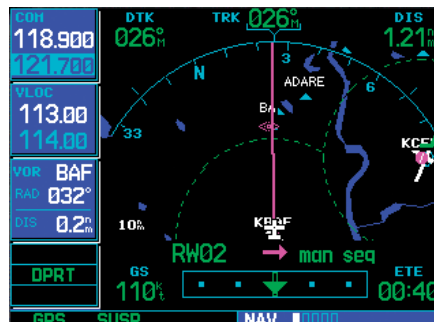 COM
118.900
121.700
VLOC
113.00
114.00
VOR BAF
RAD 032°
DIS 0.2nm
DPRT
GPS SUSP NAV
DTK
026°M
TRK 026°M
DIS
1.21nm
N
3
6
33
ADARE
10nm
RW02 → man seq
GS
110kt
ETE
00:40